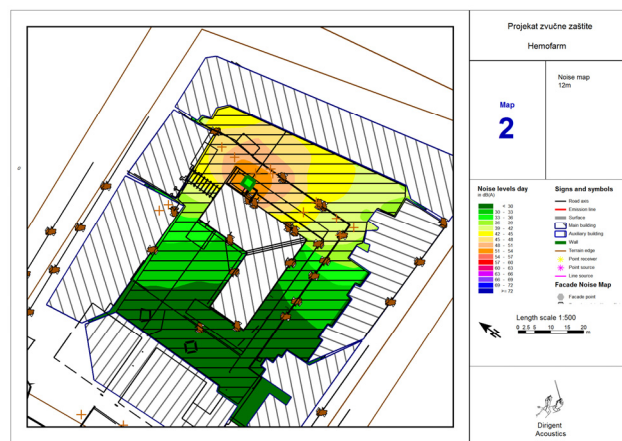 Projekat zvučne zaštite
Hemofarm
Map
2
Noise map
12m
Noise levels day
in dB(A)
< 30
30 - 33
33 - 36
36 - 39
39 - 42
42 - 45
45 - 48
48 - 51
51 - 54
54 - 57
57 - 60
60 - 63
63 - 66
66 - 69
69 - 72
>= 72
Signs and symbols
Road axis
Emission line
Surface
Main building
Auxiliary building
Wall
Terrain edge
Point receiver
Point source
Line source
Facade Noise Map
Facade point
Length scale 1:500
0 2.5 5 10 15 20
m
Dirigent
Acoustics